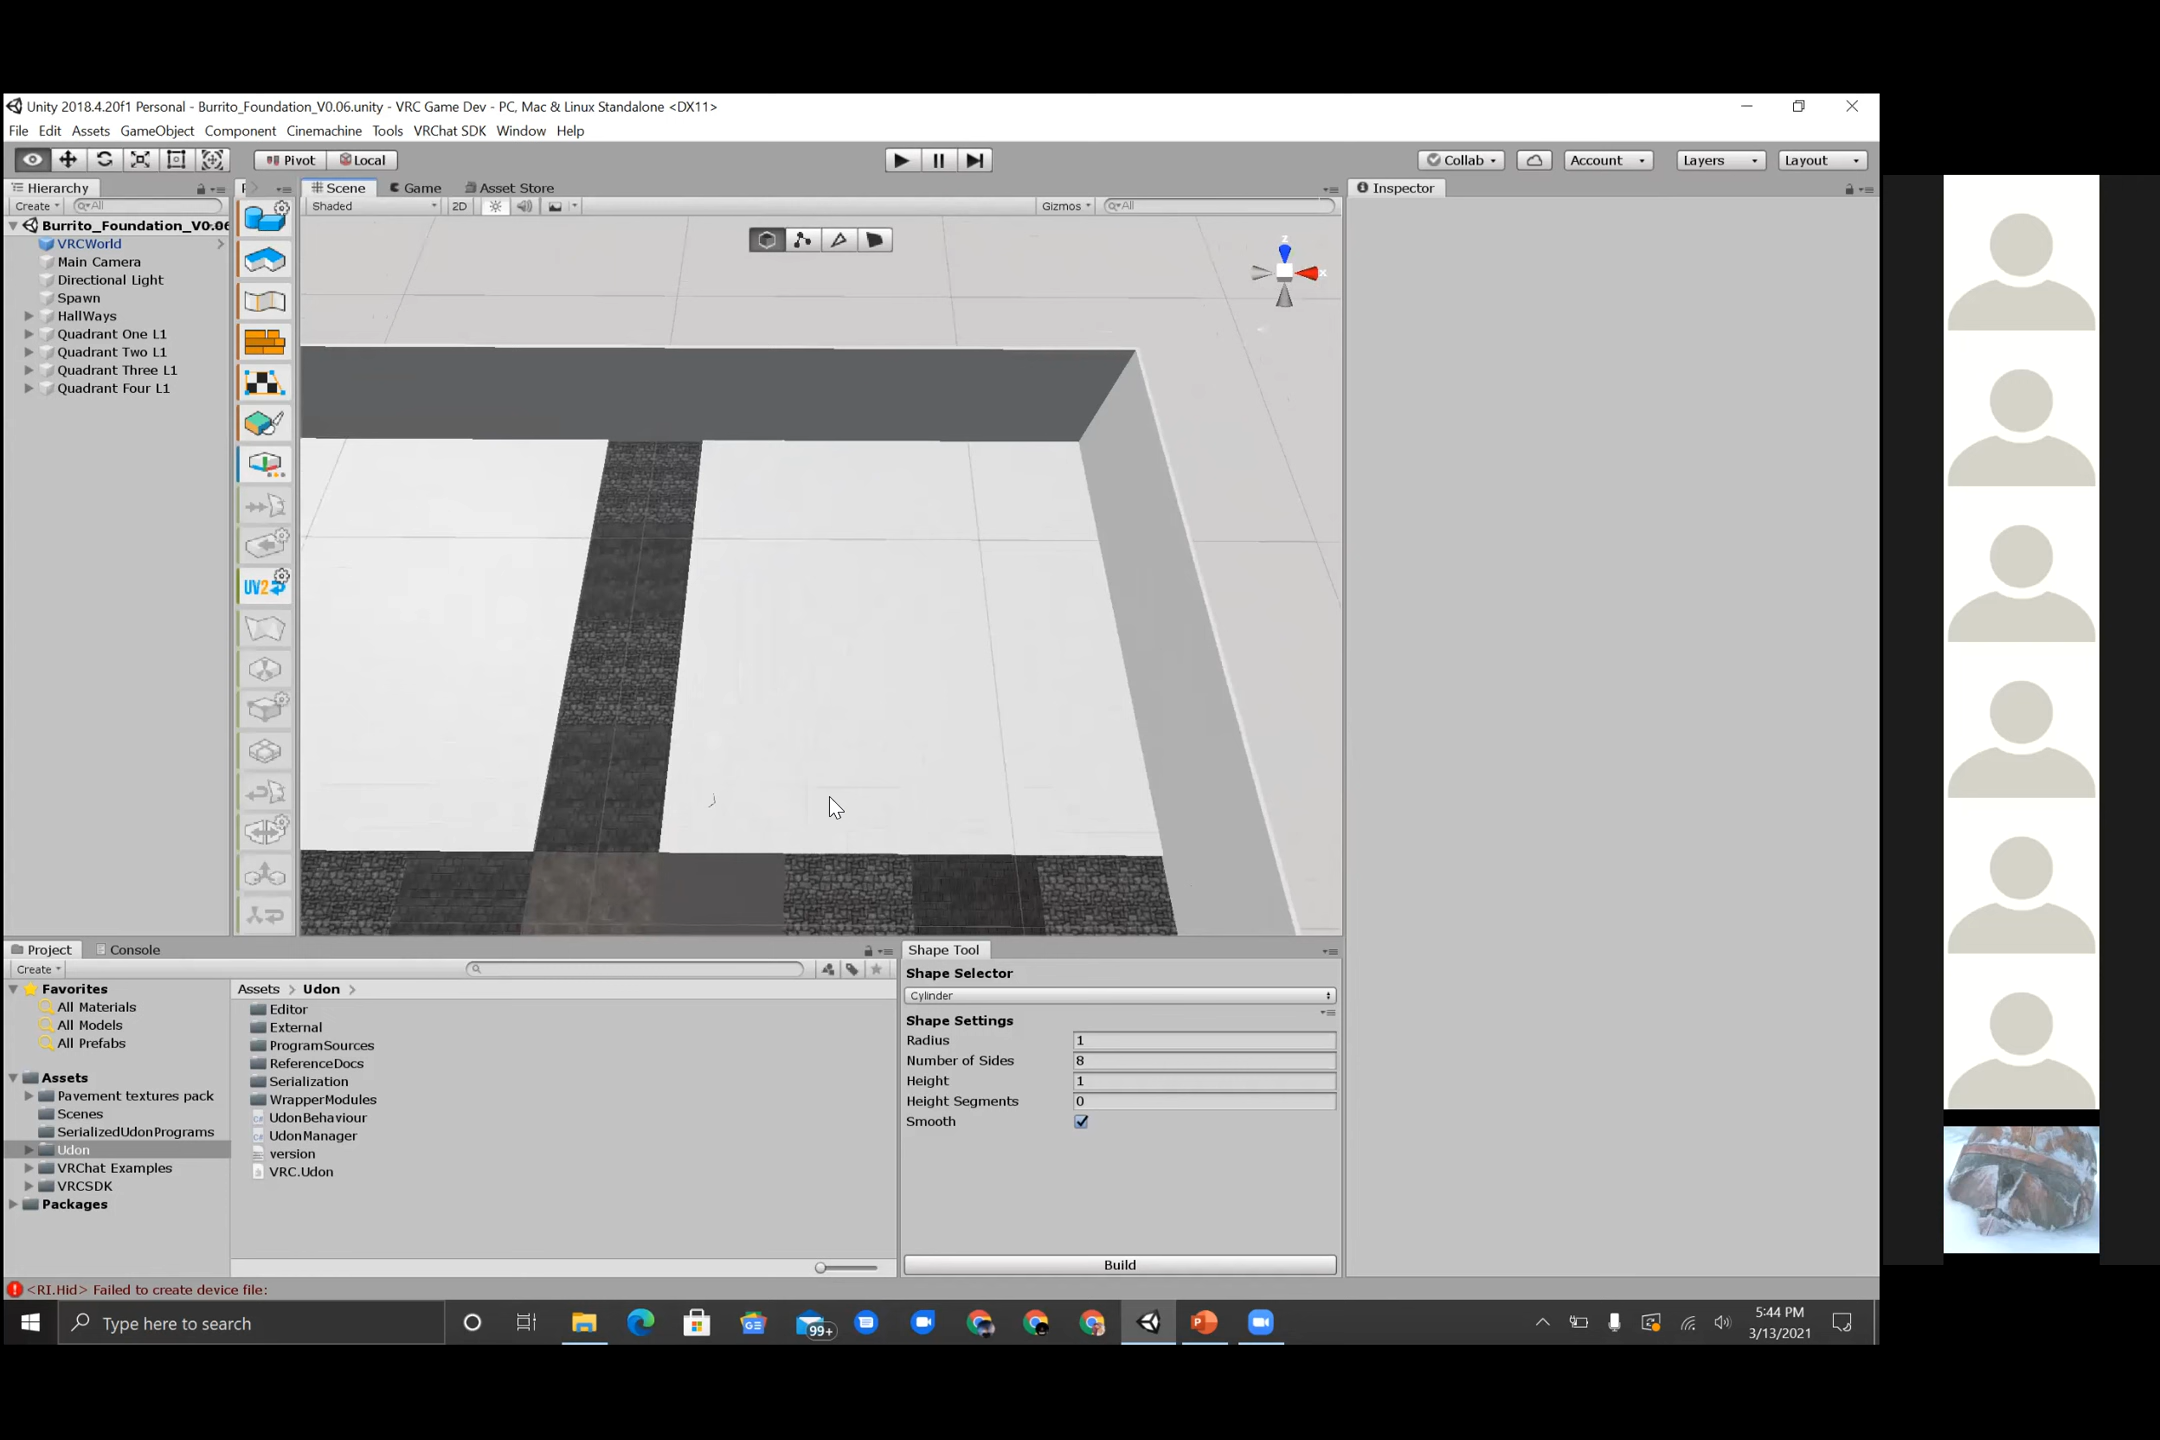 Unity 2018.4.20f1 Personal - Burrito_Foundation_V0.06.unity - VRC Game Dev - PC, Mac & Linux Standalone <DX11>
File Edit Assets GameObject Component Cinemachine Tools VRChat SDK Window Help
Pivot Local Collab Account Layers Layout
Hierarchy Scene Game Asset Store Inspector
Create All Shaded 2D Gizmos All
Burrito_Foundation_V0.06
VRCWorld
Main Camera
Directional Light
Spawn
HallWays
Quadrant One L1
Quadrant Two L1
Quadrant Three L1
Quadrant Four L1
z
x
UV2
Project Console Shape Tool
Create
Favorites
All Materials
All Models
All Prefabs
Assets
Pavement textures pack
Scenes
SerializedUdonPrograms
Udon
VRChat Examples
VRCSDK
Packages
Assets > Udon >
Editor
External
ProgramSources
ReferenceDocs
Serialization
WrapperModules
UdonBehaviour
UdonManager
version
VRC.Udon
Shape Selector
Cylinder
Shape Settings
Radius 1
Number of Sides 8
Height 1
Height Segments 0
Smooth
Build
<RI.Hid> Failed to create device file:
Type here to search
GE
99+
P
5:44 PM
3/13/2021